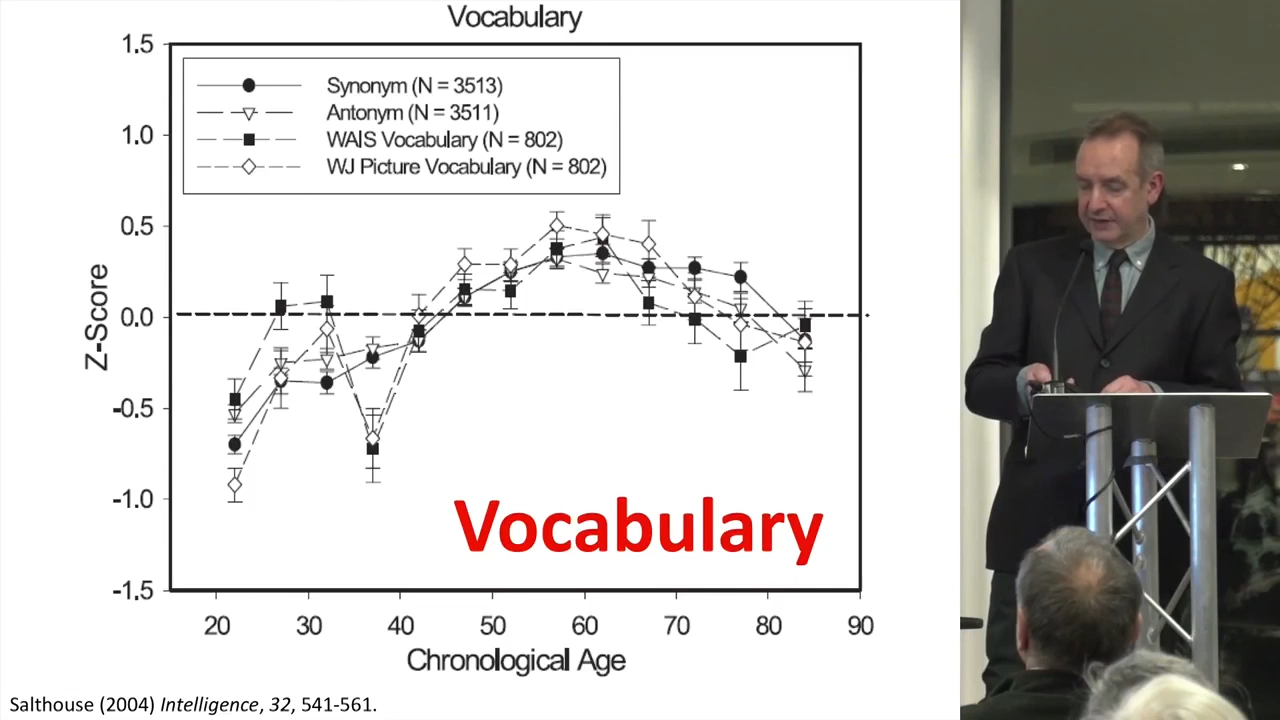 Vocabulary
1.5
1.0
0.5
0.0
-0.5
-1.0
-1.5
Z-Score
Synonym (N = 3513)
Antonym (N = 3511)
WAIS Vocabulary (N = 802)
WJ Picture Vocabulary (N = 802)
Vocabulary
20 30 40 50 60 70 80 90
Chronological Age
Salthouse (2004) Intelligence, 32, 541-561.